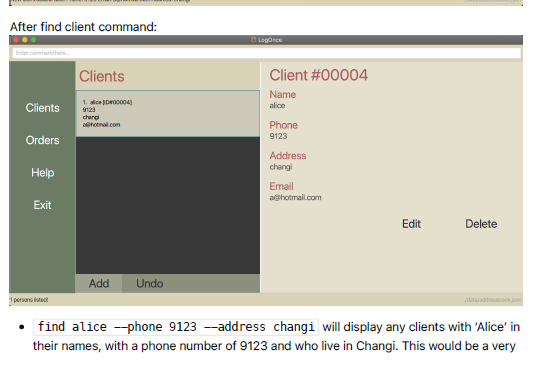 After find client command:
LogOnce
Enter command here...
Clients
Orders
Help
Exit
Clients
1. alice [ID#00004]
9123
changi
a@hotmail.com
Add
Undo
Client #00004
Name
alice
Phone
9123
Address
changi
Email
a@hotmail.com
Edit
Delete
1 persons listed!
• find alice --phone 9123 --address changi will display any clients with ‘Alice’ in
their names, with a phone number of 9123 and who live in Changi. This would be a very